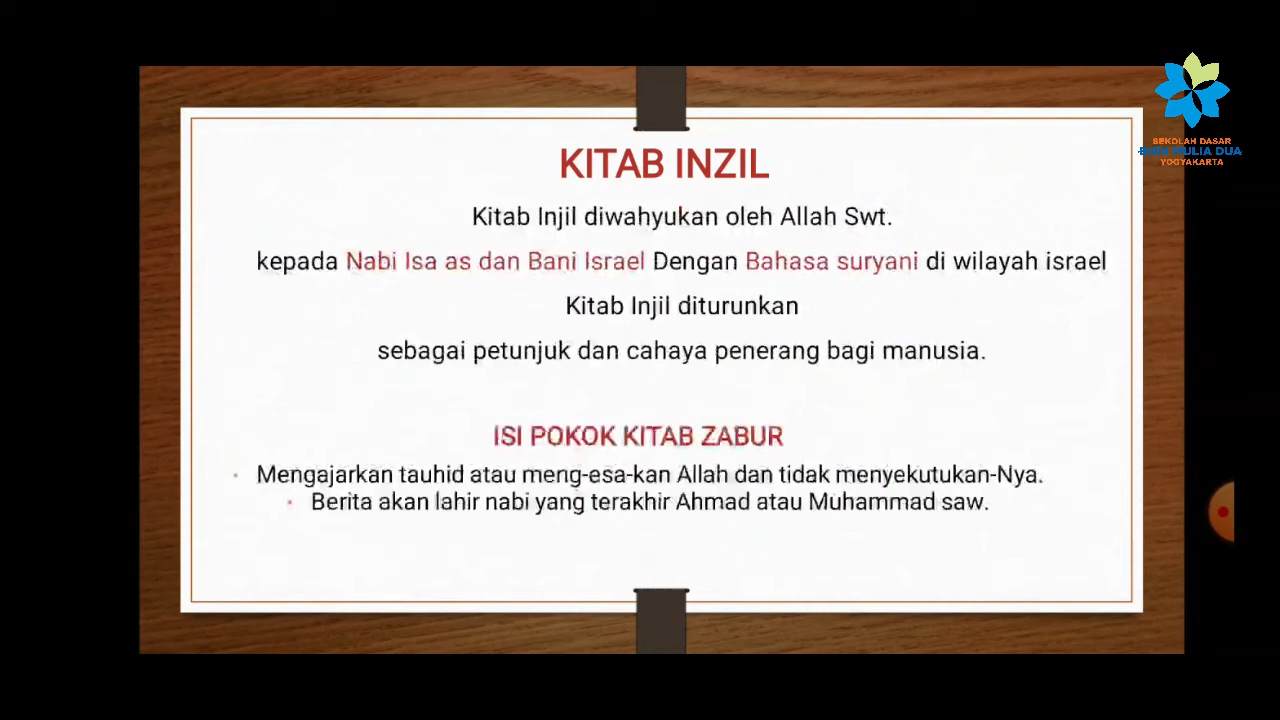 SEKOLAH DASAR
BUDI MULIA DUA
YOGYAKARTA
KITAB INZIL
Kitab Injil diwahyukan oleh Allah Swt.
kepada Nabi Isa as dan Bani Israel Dengan Bahasa suryani di wilayah israel
Kitab Injil diturunkan
sebagai petunjuk dan cahaya penerang bagi manusia.
ISI POKOK KITAB ZABUR
• Mengajarkan tauhid atau meng-esa-kan Allah dan tidak menyekutukan-Nya.
• Berita akan lahir nabi yang terakhir Ahmad atau Muhammad saw.